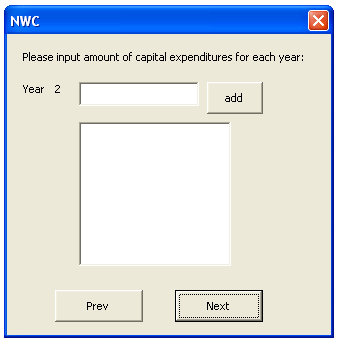 NWC
Please input amount of capital expenditures for each year:
Year 2
add
Prev
Next